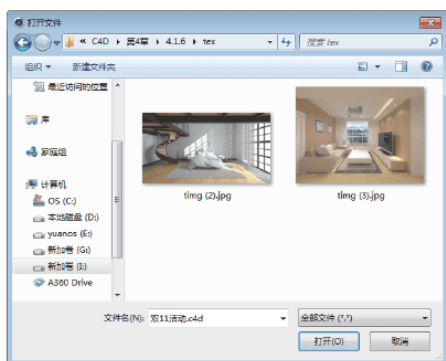 打开文件
« C4D ▸ 第4章 ▸ 4.1.6 ▸ tex
搜索 tex
组织 ▾ 新建文件夹
最近访问的位置
库
家庭组
计算机
OS (C:)
本地磁盘 (D:)
yuanos (E:)
新加卷 (G:)
新加卷 (I:)
A360 Drive
timg (2).jpg
timg (3).jpg
文件名(N): 双11活动.c4d
全部文件 (*.*)
打开(O)
取消